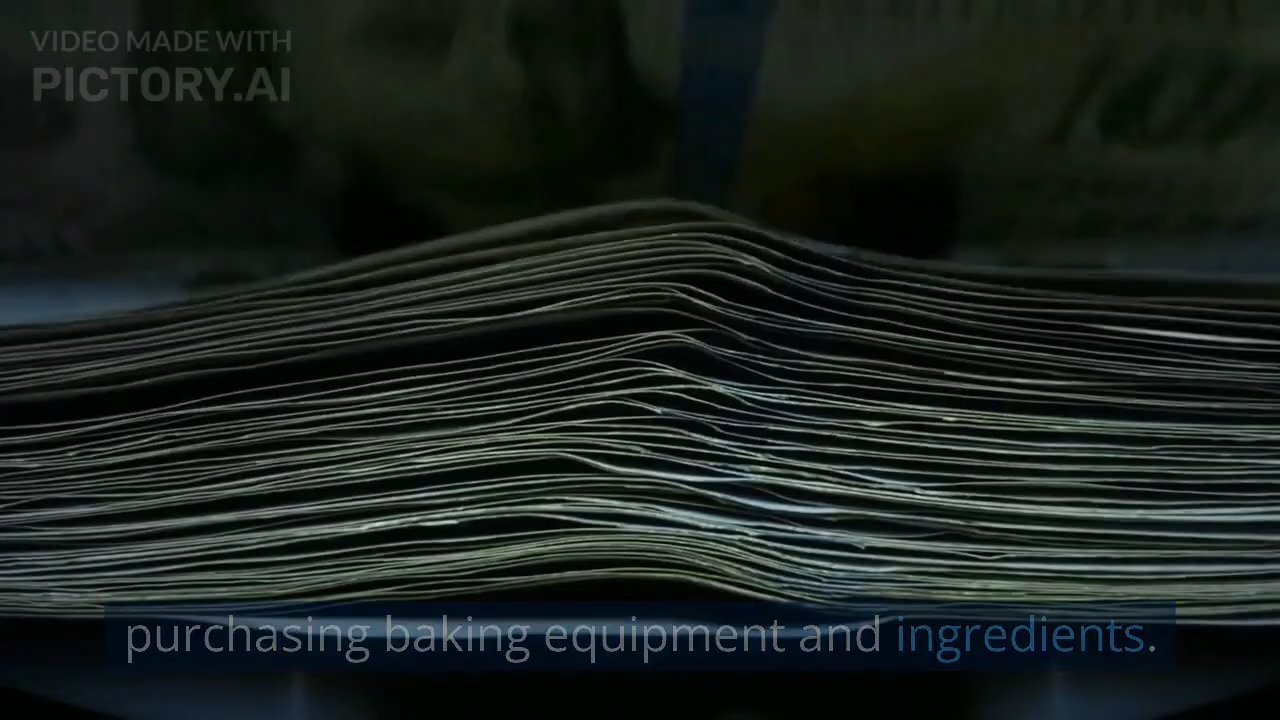 VIDEO MADE WITH
PICTORY.AI
purchasing baking equipment and ingredients.